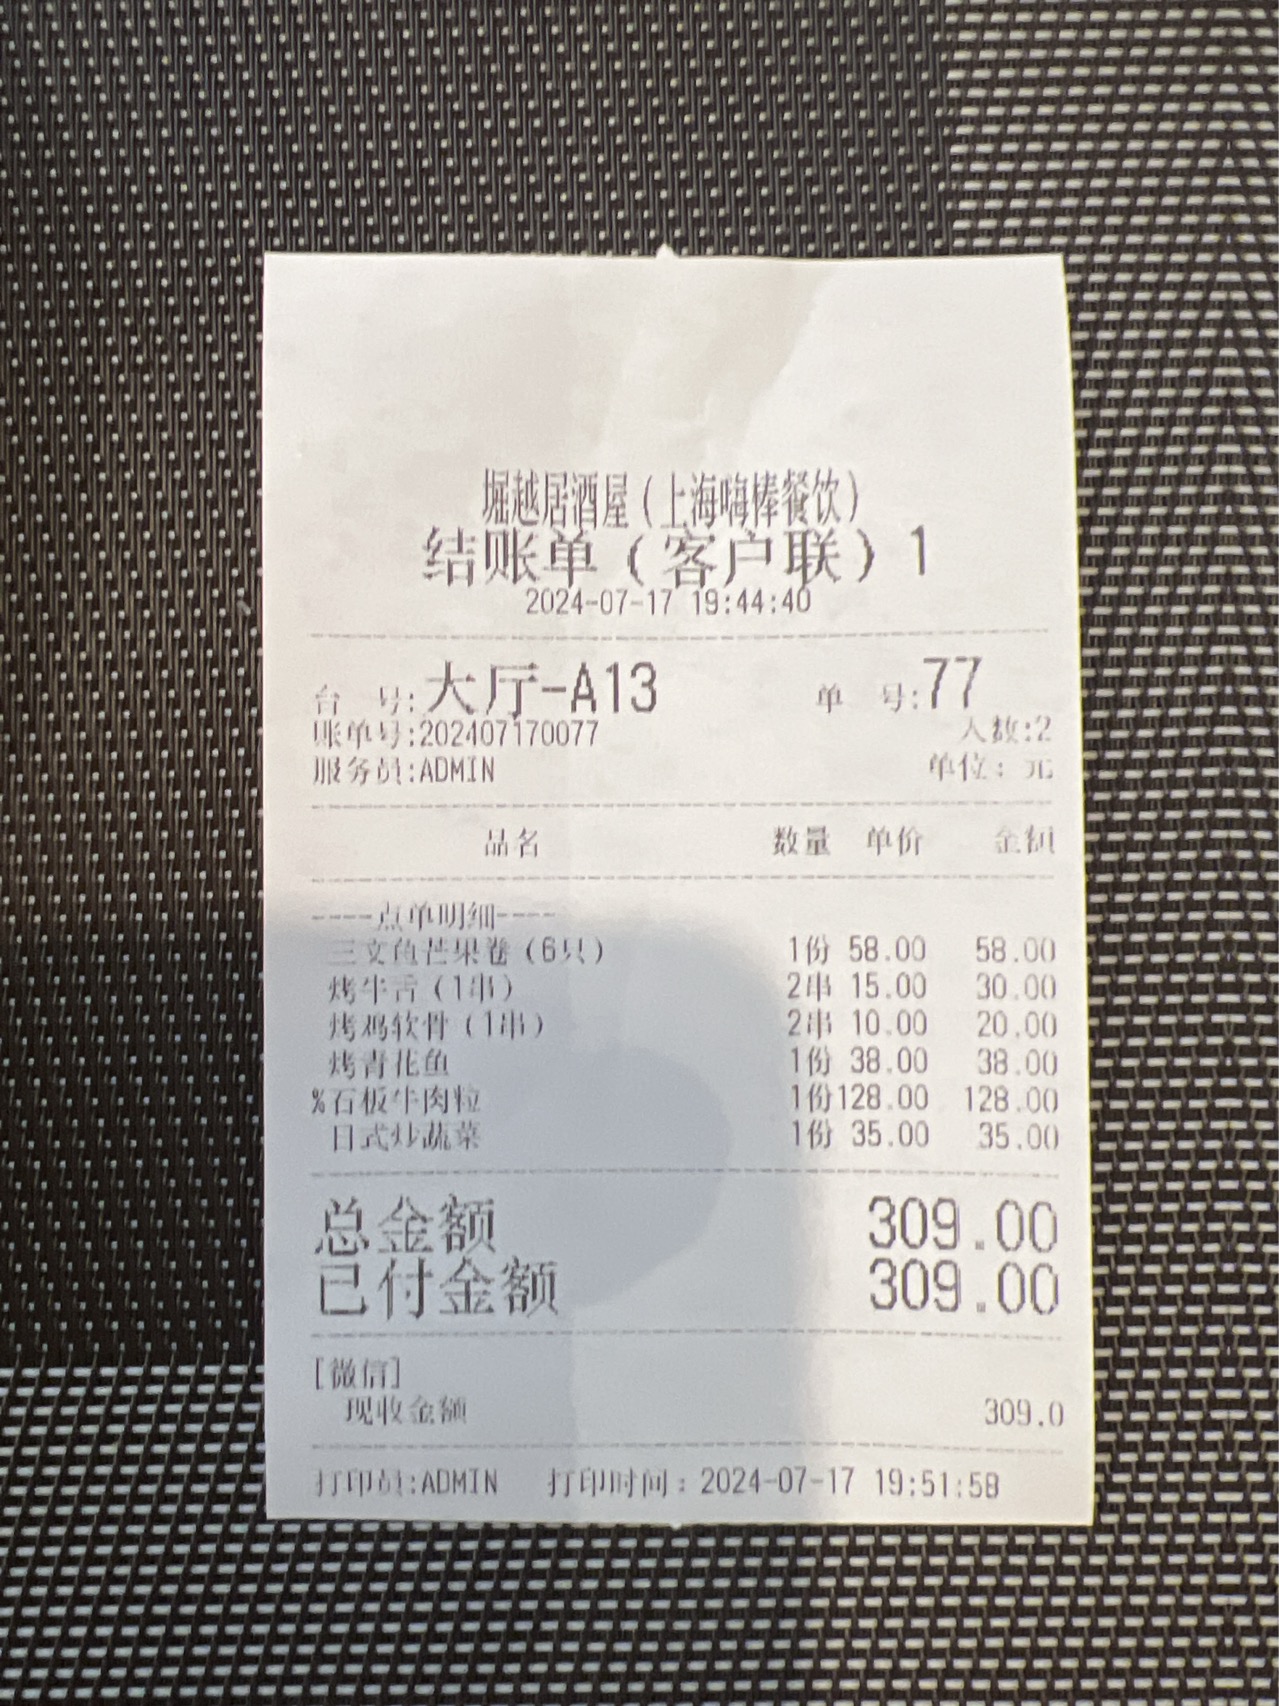 堀越居酒屋（上海嗨棒餐饮）
结账单（客户联）1
2024-07-17 19:44:40
台 号:大厅-A13 单 号:77
账单号:202407170077 人数:2
服务员:ADMIN 单位：元
品名 数量 单价 金额
----点单明细----
三文鱼芒果卷（6只） 1份 58.00 58.00
烤牛舌（1串） 2串 15.00 30.00
烤鸡软骨（1串） 2串 10.00 20.00
烤青花鱼 1份 38.00 38.00
%石板牛肉粒 1份128.00 128.00
日式炒蔬菜 1份 35.00 35.00
总金额 309.00
已付金额 309.00
[微信]
现收金额 309.0
打印员:ADMIN 打印时间：2024-07-17 19:51:58